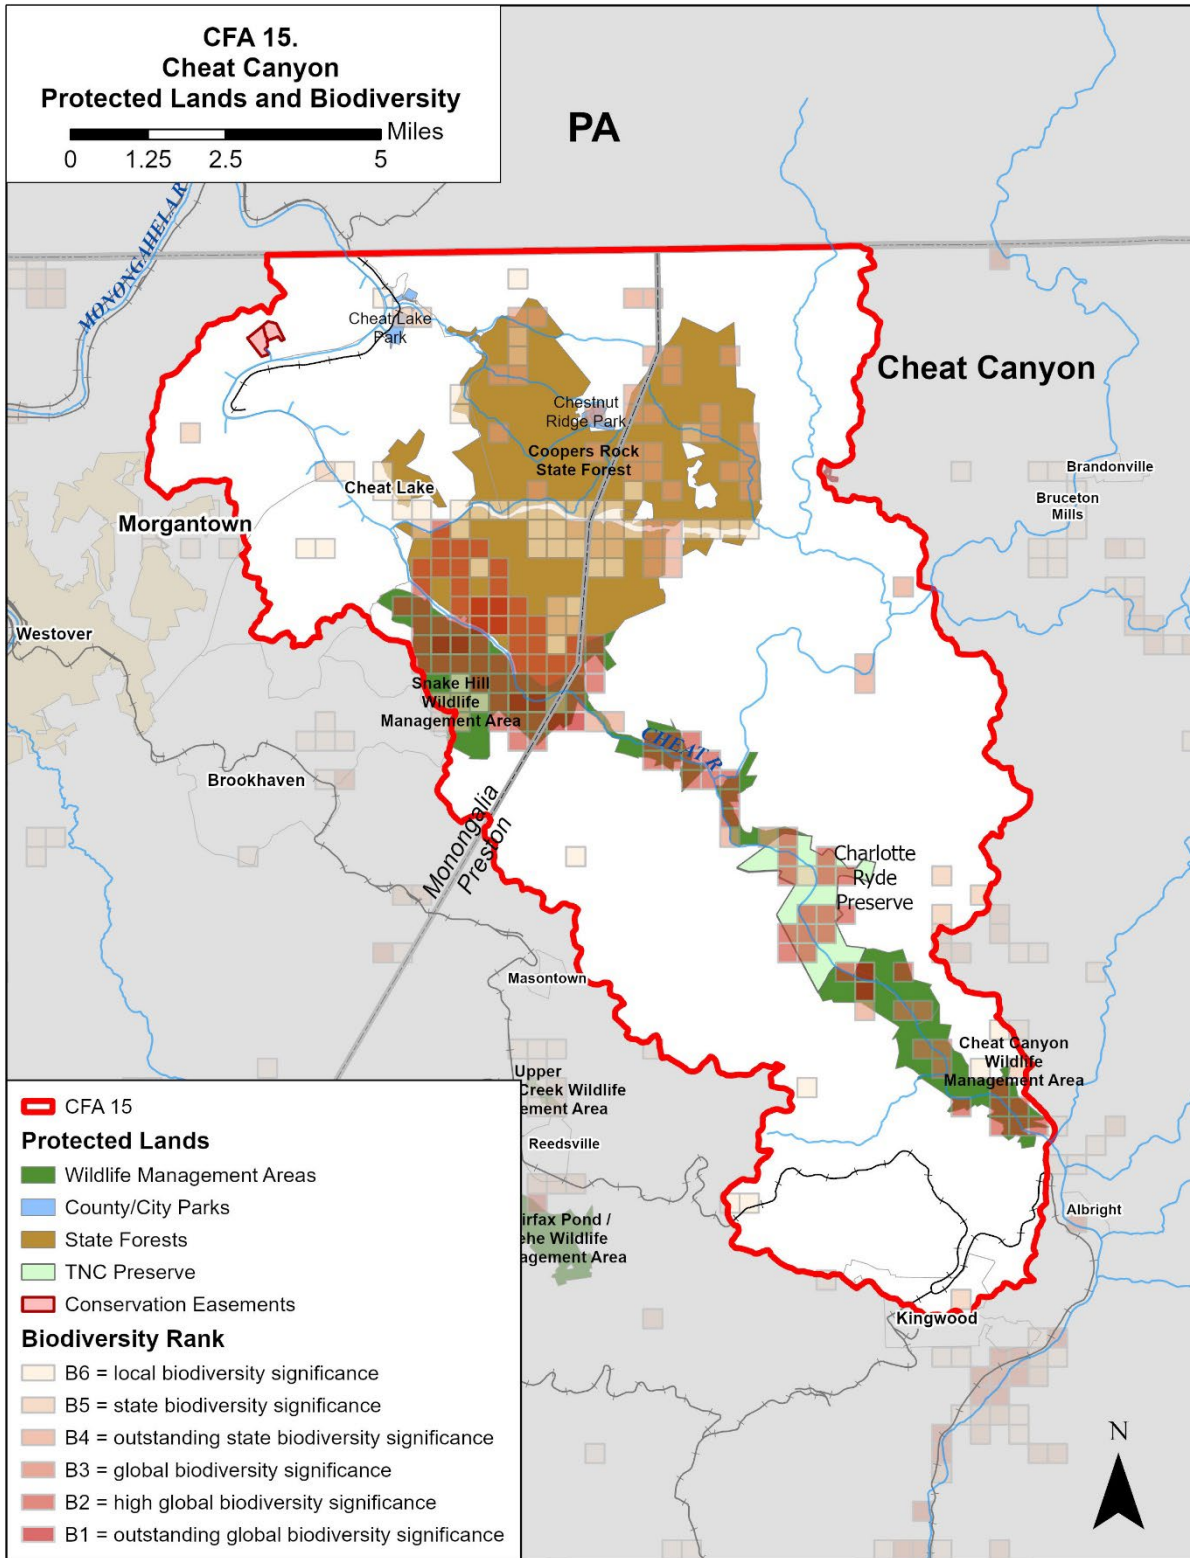 CFA 15.
Cheat Canyon
Protected Lands and Biodiversity
Miles
0 1.25 2.5 5
PA
MONONGAHELA R
Cheat Lake
Park
Cheat Canyon
Chestnut
Ridge Park
Coopers Rock
State Forest
Cheat Lake
Brandonville
Bruceton
Mills
Morgantown
Westover
Snake Hill
Wildlife
Management Area
CHEAT R
Brookhaven
Monongalia
Preston
Charlotte
Ryde
Preserve
Masontown
Cheat Canyon
Wildlife
Management Area
Upper
Creek Wildlife
ement Area
Reedsville
Albright
irfax Pond /
ehe Wildlife
agement Area
Kingwood
CFA 15
Protected Lands
Wildlife Management Areas
County/City Parks
State Forests
TNC Preserve
Conservation Easements
Biodiversity Rank
B6 = local biodiversity significance
B5 = state biodiversity significance
B4 = outstanding state biodiversity significance
B3 = global biodiversity significance
B2 = high global biodiversity significance
B1 = outstanding global biodiversity significance
N